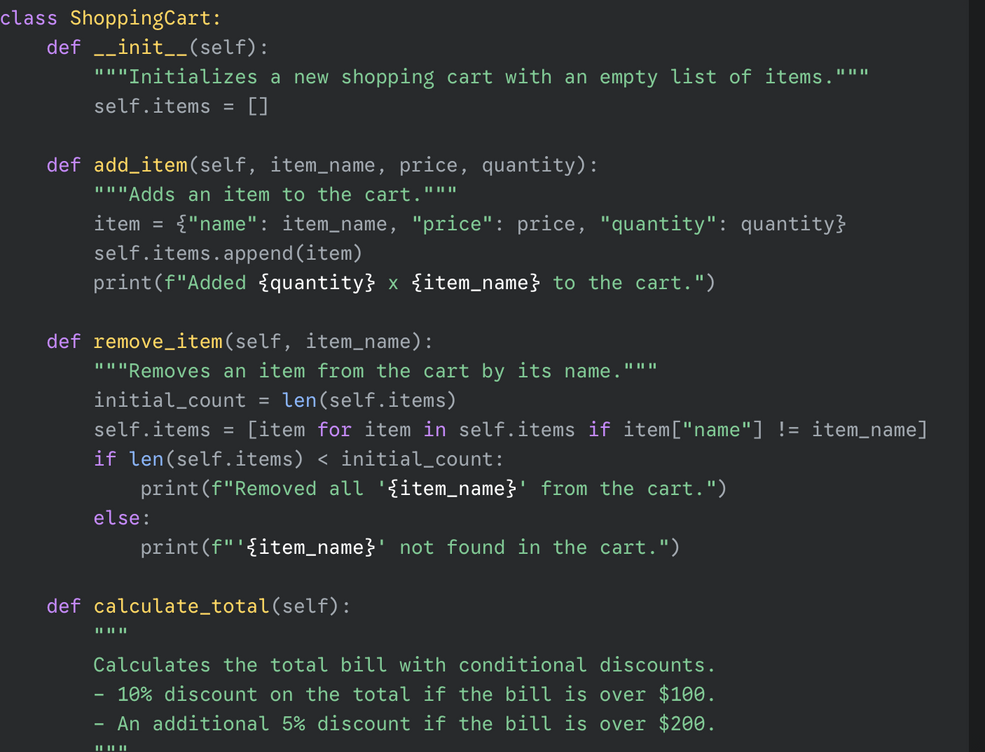 class ShoppingCart:
    def __init__(self):
        """Initializes a new shopping cart with an empty list of items."""
        self.items = []

    def add_item(self, item_name, price, quantity):
        """Adds an item to the cart."""
        item = {"name": item_name, "price": price, "quantity": quantity}
        self.items.append(item)
        print(f"Added {quantity} x {item_name} to the cart.")

    def remove_item(self, item_name):
        """Removes an item from the cart by its name."""
        initial_count = len(self.items)
        self.items = [item for item in self.items if item["name"] != item_name]
        if len(self.items) < initial_count:
            print(f"Removed all '{item_name}' from the cart.")
        else:
            print(f"'{item_name}' not found in the cart.")

    def calculate_total(self):
        """
        Calculates the total bill with conditional discounts.
        - 10% discount on the total if the bill is over $100.
        - An additional 5% discount if the bill is over $200.
        """